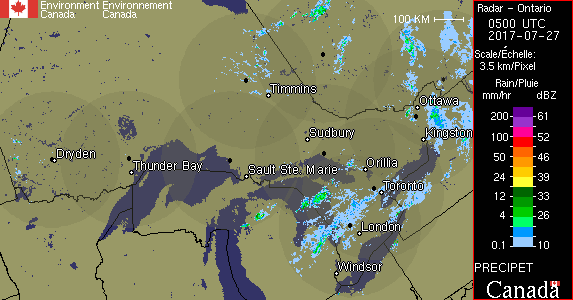 Environment Environnement
Canada Canada
100 KM
Timmins
Ottawa
Sudbury
Kingston
Dryden
Thunder Bay
Sault Ste. Marie
Orillia
Toronto
London
Windsor
Radar - Ontario
0500 UTC
2017-07-27
Scale/Échelle:
3.5 km/Pixel
Rain/Pluie
mm/hr dBZ
200 61
100 52
50 46
24 39
12 33
4 26
0.1 10
PRECIPET
Canada